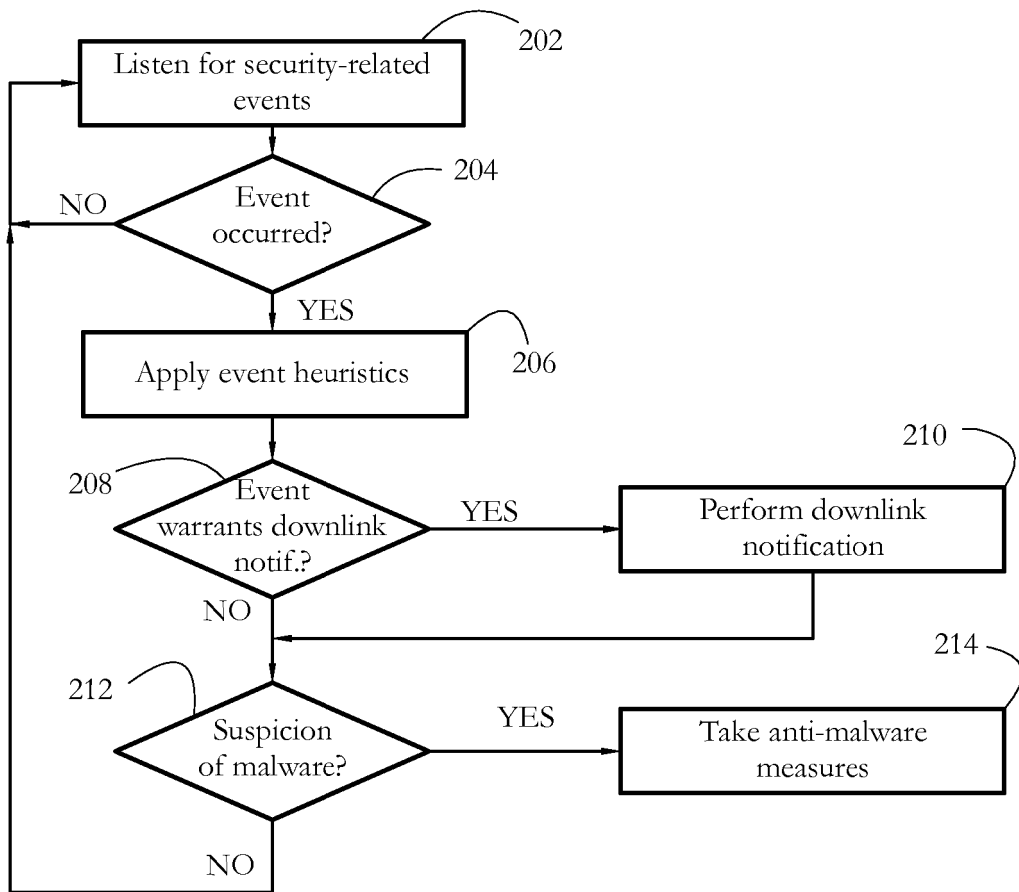 202
Listen for security-related
events
204
NO
Event
occurred?
YES
206
Apply event heuristics
210
208
Event
warrants downlink
notif.?
YES
Perform downlink
notification
NO
214
212
Suspicion
of malware?
YES
Take anti-malware
measures
NO